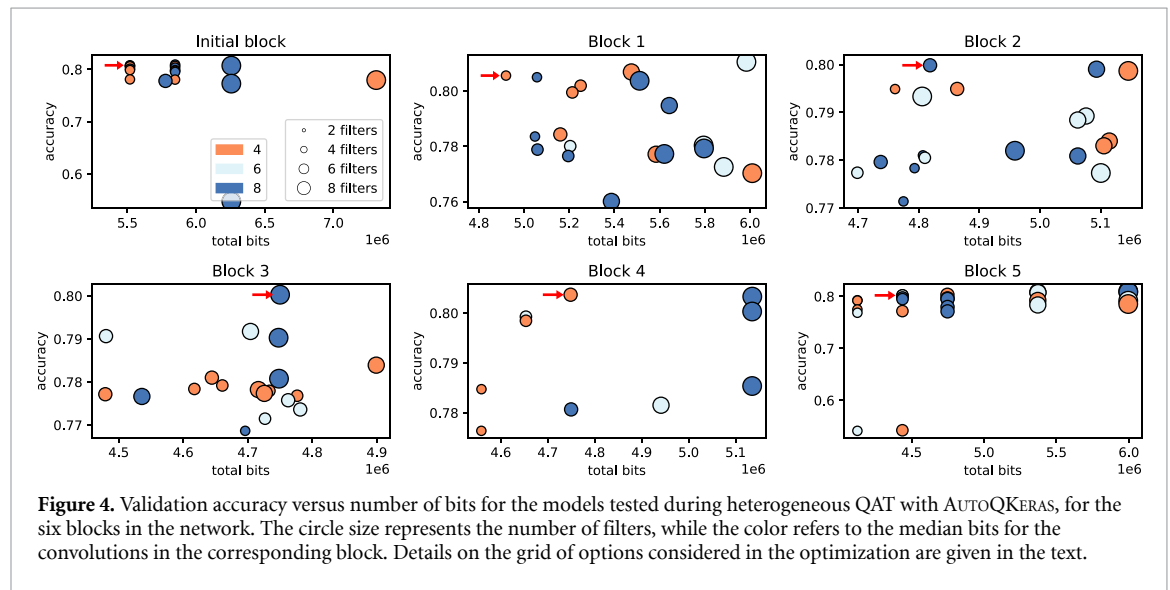 Initial block
accuracy
0.8
0.7
0.6
4
6
8
2 filters
4 filters
6 filters
8 filters
5.5 6.0 6.5 7.0
total bits 1e6
Block 1
accuracy
0.80
0.78
0.76
4.8 5.0 5.2 5.4 5.6 5.8 6.0
total bits 1e6
Block 2
accuracy
0.80
0.79
0.78
0.77
4.7 4.8 4.9 5.0 5.1
total bits 1e6
Block 3
accuracy
0.80
0.79
0.78
0.77
4.5 4.6 4.7 4.8 4.9
total bits 1e6
Block 4
accuracy
0.80
0.79
0.78
4.6 4.7 4.8 4.9 5.0 5.1
total bits 1e6
Block 5
accuracy
0.8
0.7
0.6
4.5 5.0 5.5 6.0
total bits 1e6
Figure 4. Validation accuracy versus number of bits for the models tested during heterogeneous QAT with AUTOQKERAS, for the
six blocks in the network. The circle size represents the number of filters, while the color refers to the median bits for the
convolutions in the corresponding block. Details on the grid of options considered in the optimization are given in the text.